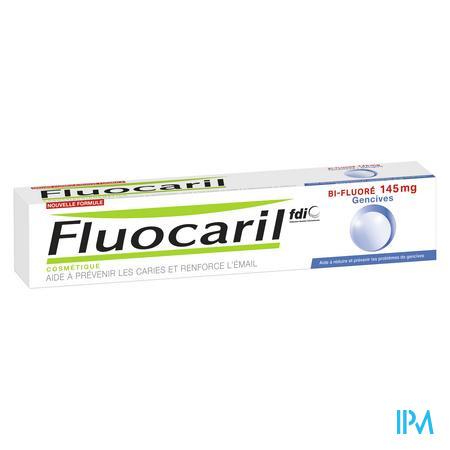 NOUVELLE FORMULE
Fluocaril
fdi
COSMÉTIQUE
AIDE À PRÉVENIR LES CARIES ET RENFORCE L'ÉMAIL
BI-FLUORÉ 145mg
Gencives
Aide à réduire et prévenir les problèmes de gencive
Fluocaril
IPM